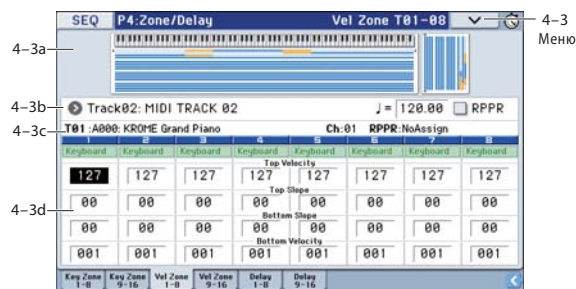 SEQ P4:Zone/Delay Vel Zone T01-08
4–3
Меню
4–3a
4–3b
Track02: MIDI TRACK 02 ♩= 120.00 RPPR
4–3c
T01 :A000: KROME Grand Piano Ch:01 RPPR:NoAssign
1 2 3 4 5 6 7 8
Keyboard Keyboard Keyboard Keyboard Keyboard Keyboard Keyboard Keyboard
Top Velocity
127 127 127 127 127 127 127 127
Top Slope
00 00 00 00 00 00 00 00
4–3d
Bottom Slope
00 00 00 00 00 00 00 00
Bottom Velocity
001 001 001 001 001 001 001 001
Key Zone 1-8 Key Zone 9-16 Vel Zone 1-8 Vel Zone 9-16 Delay 1-8 Delay 9-16